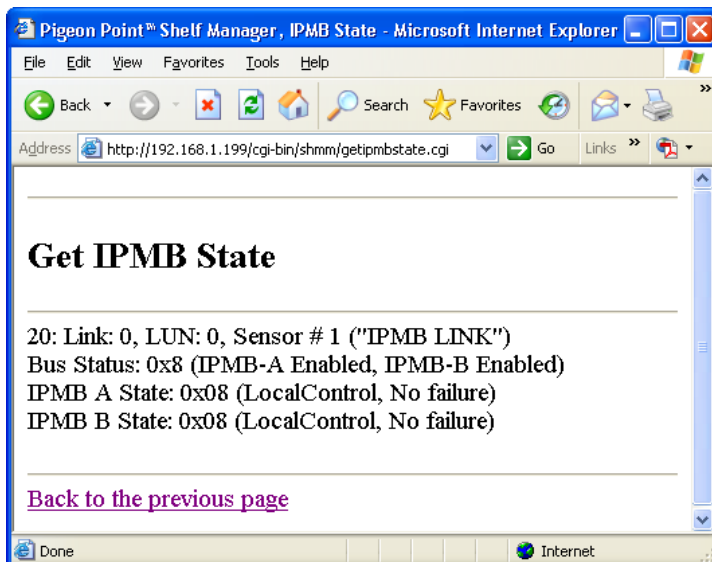 Pigeon Point™ Shelf Manager, IPMB State - Microsoft Internet Explorer
File Edit View Favorites Tools Help
Back Search Favorites »
Address http://192.168.1.199/cgi-bin/shmm/getipmbstate.cgi Go Links »
Get IPMB State
20: Link: 0, LUN: 0, Sensor # 1 ("IPMB LINK")
Bus Status: 0x8 (IPMB-A Enabled, IPMB-B Enabled)
IPMB A State: 0x08 (LocalControl, No failure)
IPMB B State: 0x08 (LocalControl, No failure)
Back to the previous page
Done Internet